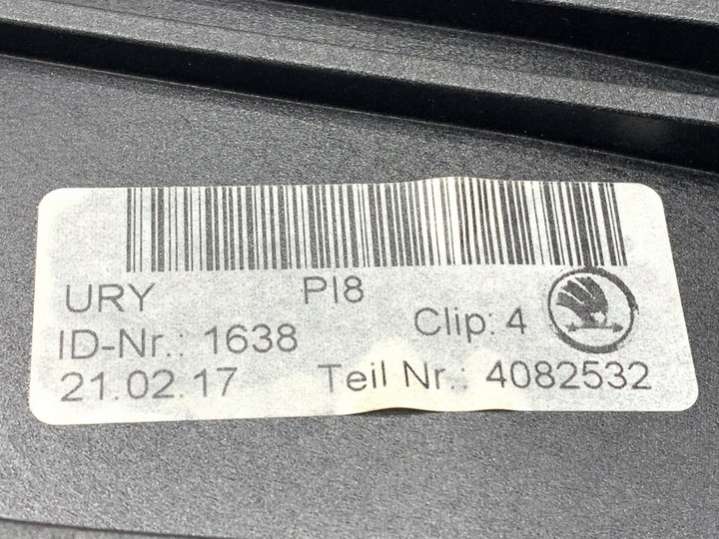 URY PI8
ID-Nr.: 1638 Clip: 4
21.02.17 Teil Nr.: 4082532